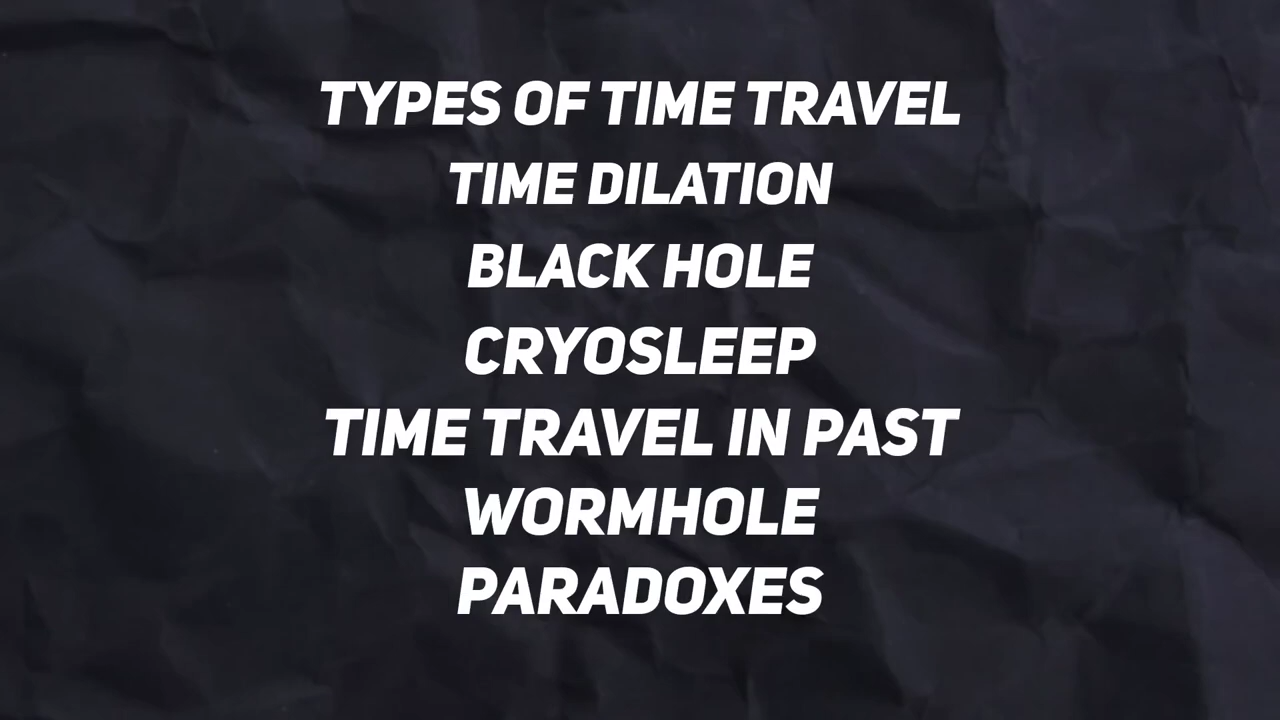 TYPES OF TIME TRAVEL
TIME DILATION
BLACK HOLE
CRYOSLEEP
TIME TRAVEL IN PAST
WORMHOLE
PARADOXES